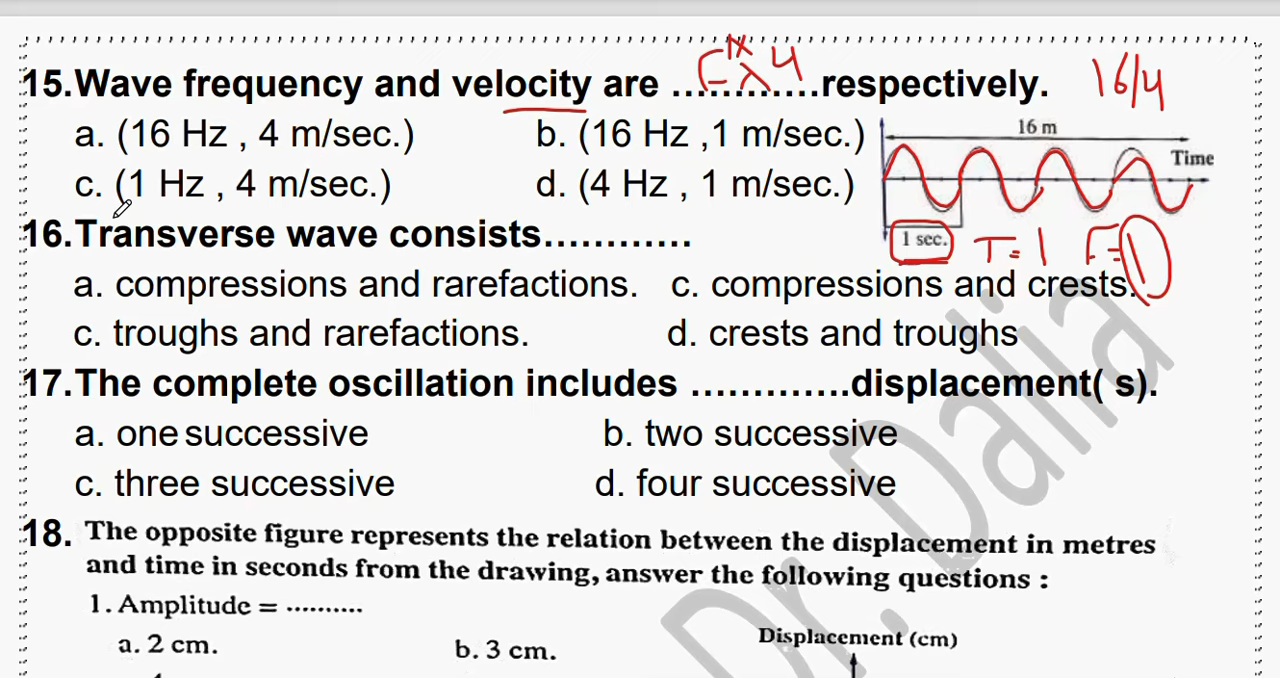 15.Wave frequency and velocity are ............respectively.
F λ 4
1x
16/4
a. (16 Hz , 4 m/sec.)
b. (16 Hz ,1 m/sec.)
c. (1 Hz , 4 m/sec.)
d. (4 Hz , 1 m/sec.)
16 m
Time
1 sec.
T = 1 F = 1
16.Transverse wave consists............
a. compressions and rarefactions. c. compressions and crests.
c. troughs and rarefactions. d. crests and troughs
17.The complete oscillation includes .............displacement( s).
a. one successive b. two successive
c. three successive d. four successive
18. The opposite figure represents the relation between the displacement in metres
and time in seconds from the drawing, answer the following questions :
1. Amplitude = ..........
a. 2 cm. b. 3 cm.
Displacement (cm)
Dr. Dalia